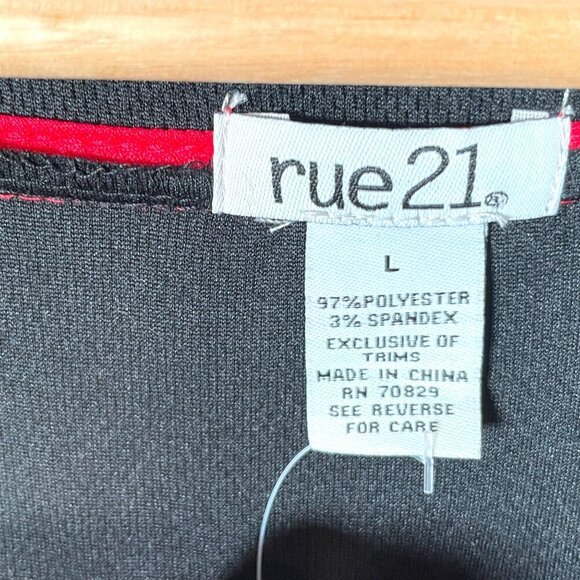 rue21®
L
97%POLYESTER
3% SPANDEX
EXCLUSIVE OF
TRIMS
MADE IN CHINA
RN 70829
SEE REVERSE
FOR CARE